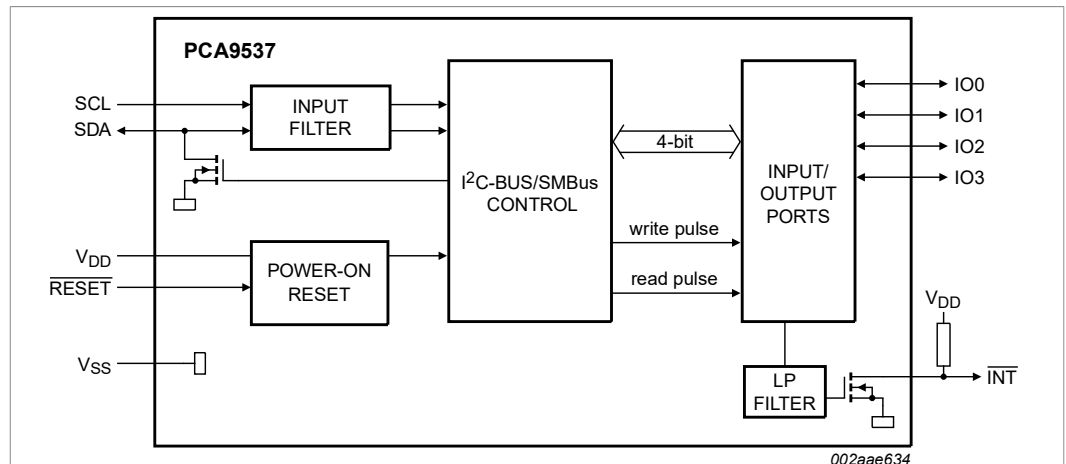 PCA9537
SCL
SDA
INPUT
FILTER
I²C-BUS/SMBus
CONTROL
4-bit
INPUT/
OUTPUT
PORTS
IO0
IO1
IO2
IO3
write pulse
read pulse
VDD
RESET
POWER-ON
RESET
VSS
LP
FILTER
VDD
INT
002aae634